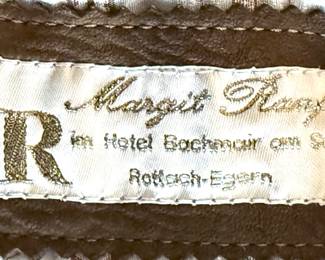 Margit Rang
R
im Hotel Bachmair am S
Rottach-Egern